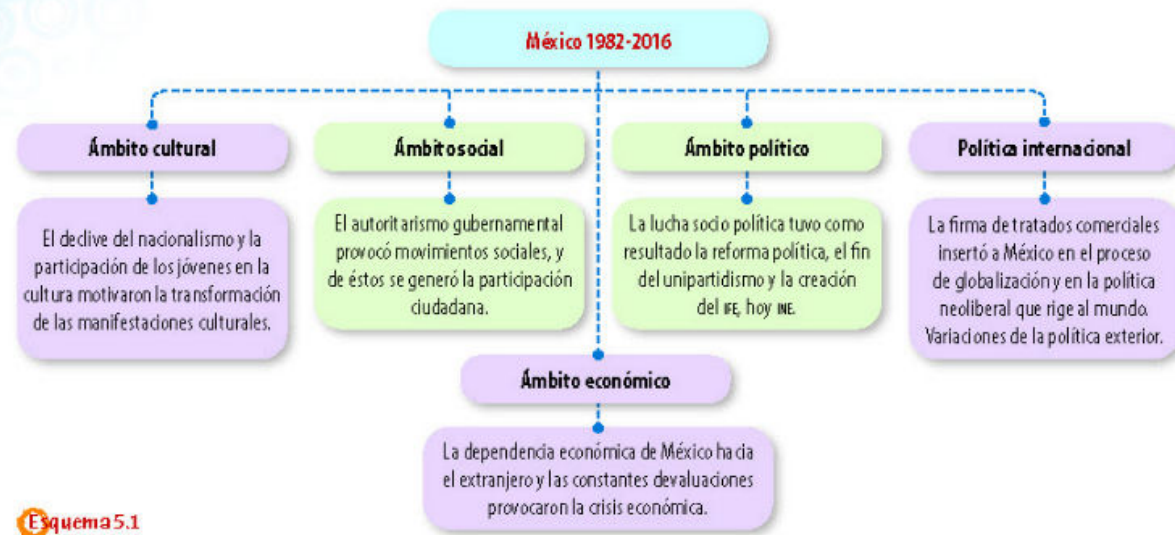 México 1982-2016
Ámbito cultural
El declive del nacionalismo y la
participación de los jóvenes en la
cultura motivaron la transformación
de las manifestaciones culturales.
Ámbito social
El autoritarismo gubernamental
provocó movimientos sociales, y
de éstos se generó la participación
ciudadana.
Ámbito político
La lucha socio política tuvo como
resultado la reforma política, el fin
del unipartidismo y la creación
del IFE, hoy INE.
Política internacional
La firma de tratados comerciales
insertó a México en el proceso
de globalización y en la política
neoliberal que rige al mundo.
Variaciones de la política exterior.
Ámbito económico
La dependencia económica de México hacia
el extranjero y las constantes devaluaciones
provocaron la crisis económica.
Esquema 5.1